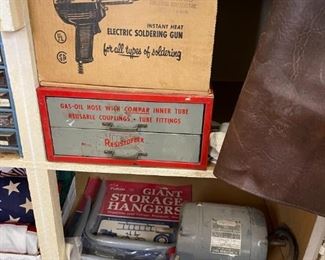 INSTANT HEAT
ELECTRIC SOLDERING GUN
for all types of soldering
UL
GAS-OIL HOSE WITH COMPAR INNER TUBE
REUSABLE COUPLINGS • TUBE FITTINGS
RESISTOFLEX
GIANT
STORAGE
HANGERS